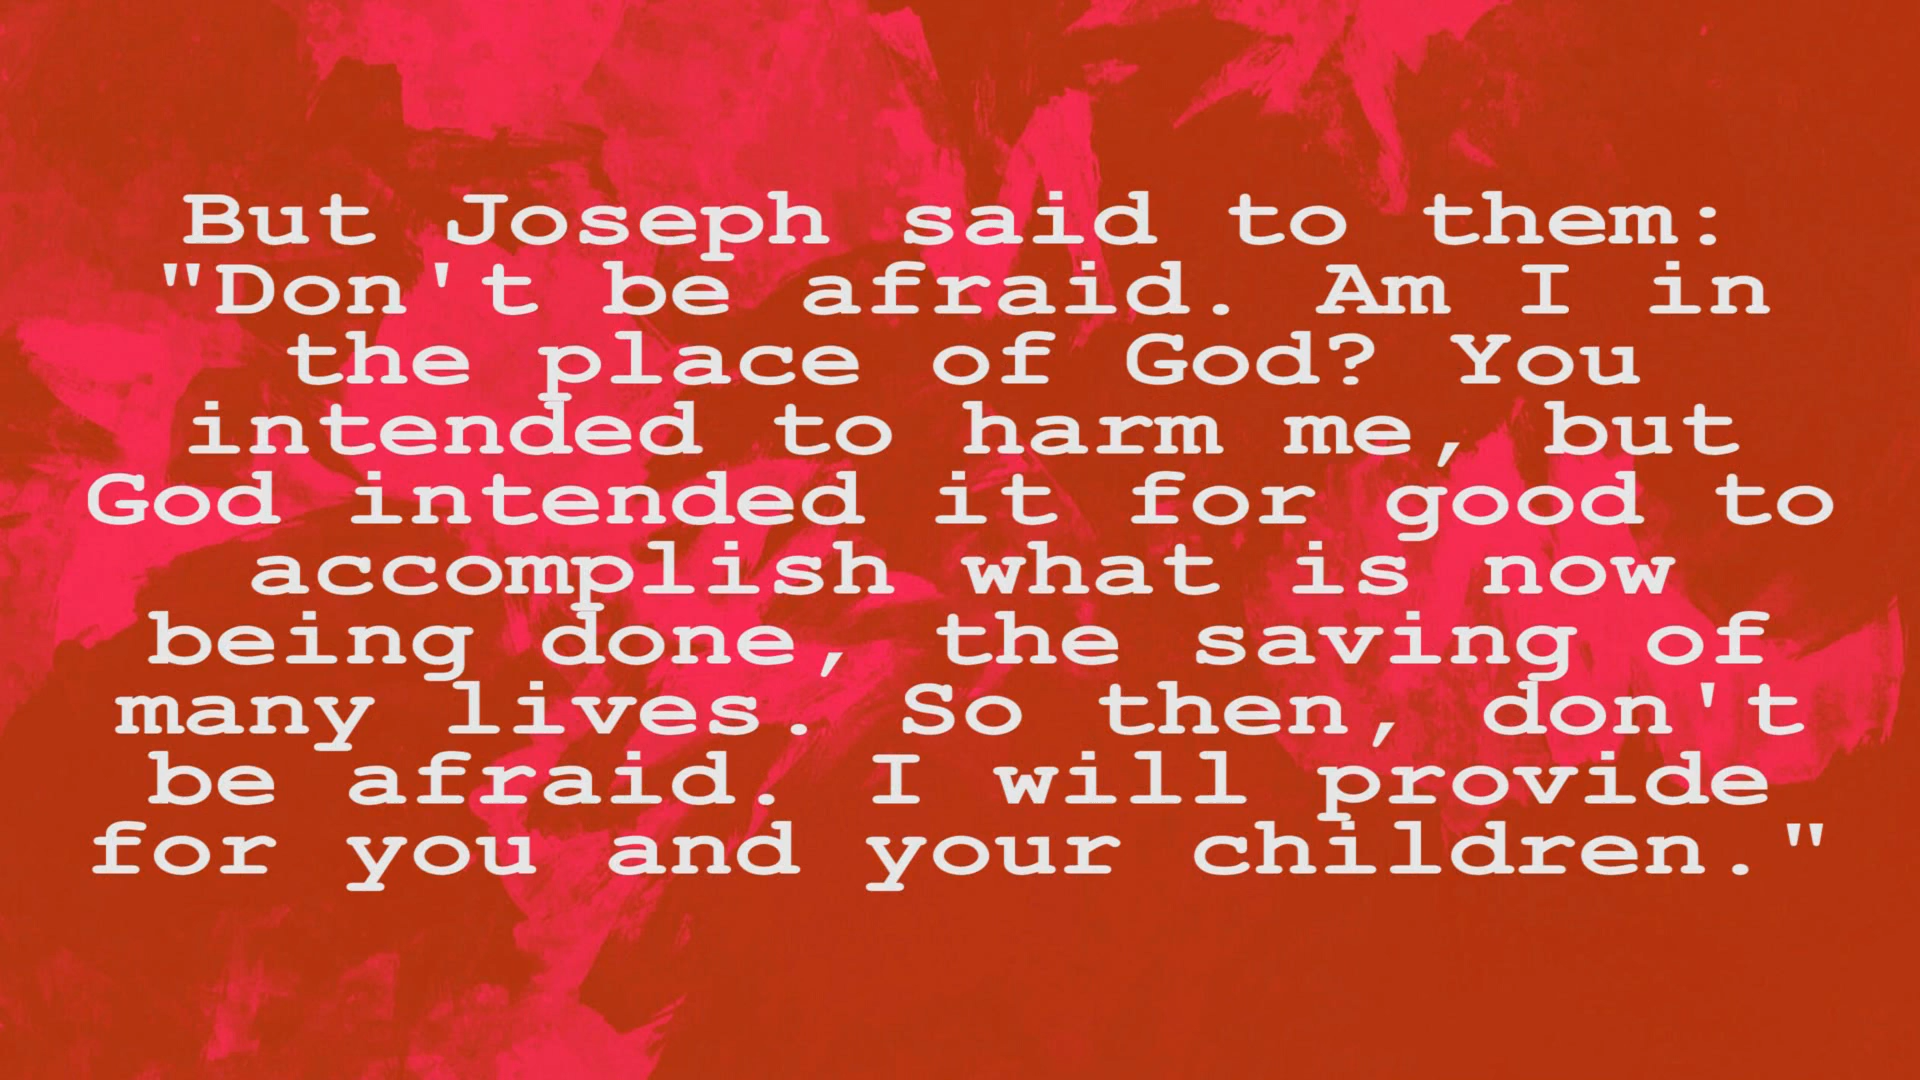 But Joseph said to them:
"Don't be afraid. Am I in
the place of God? You
intended to harm me, but
God intended it for good to
accomplish what is now
being done, the saving of
many lives. So then, don't
be afraid. I will provide
for you and your children."